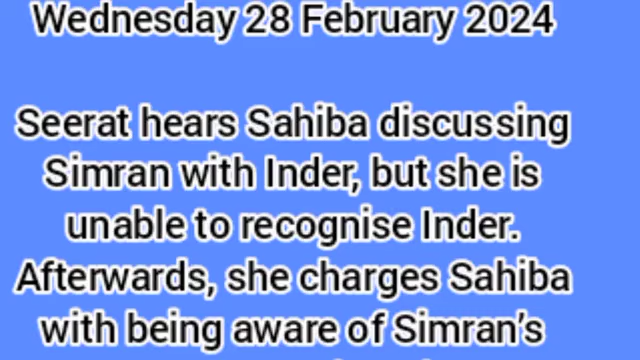 Wednesday 28 February 2024
Seerat hears Sahiba discussing
Simran with Inder, but she is
unable to recognise Inder.
Afterwards, she charges Sahiba
with being aware of Simran’s